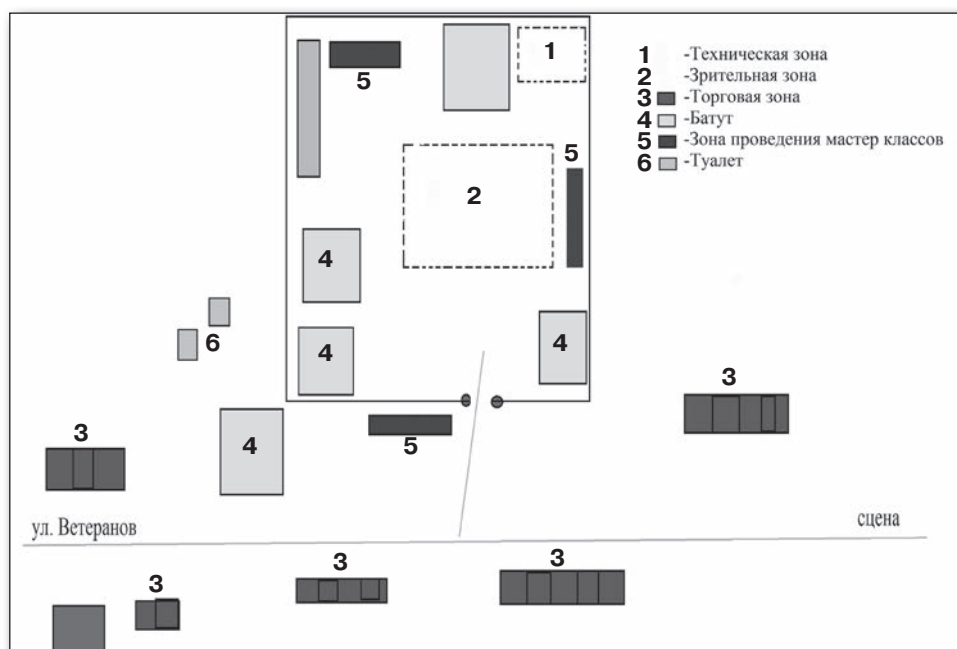 1
5
5
2
4
4
4
6
3
3
4
5
ул. Ветеранов
сцена
3
3
3
1 -Техническая зона
2 -Зрительная зона
3 -Торговая зона
4 -Батут
5 -Зона проведения мастер классов
6 -Туалет